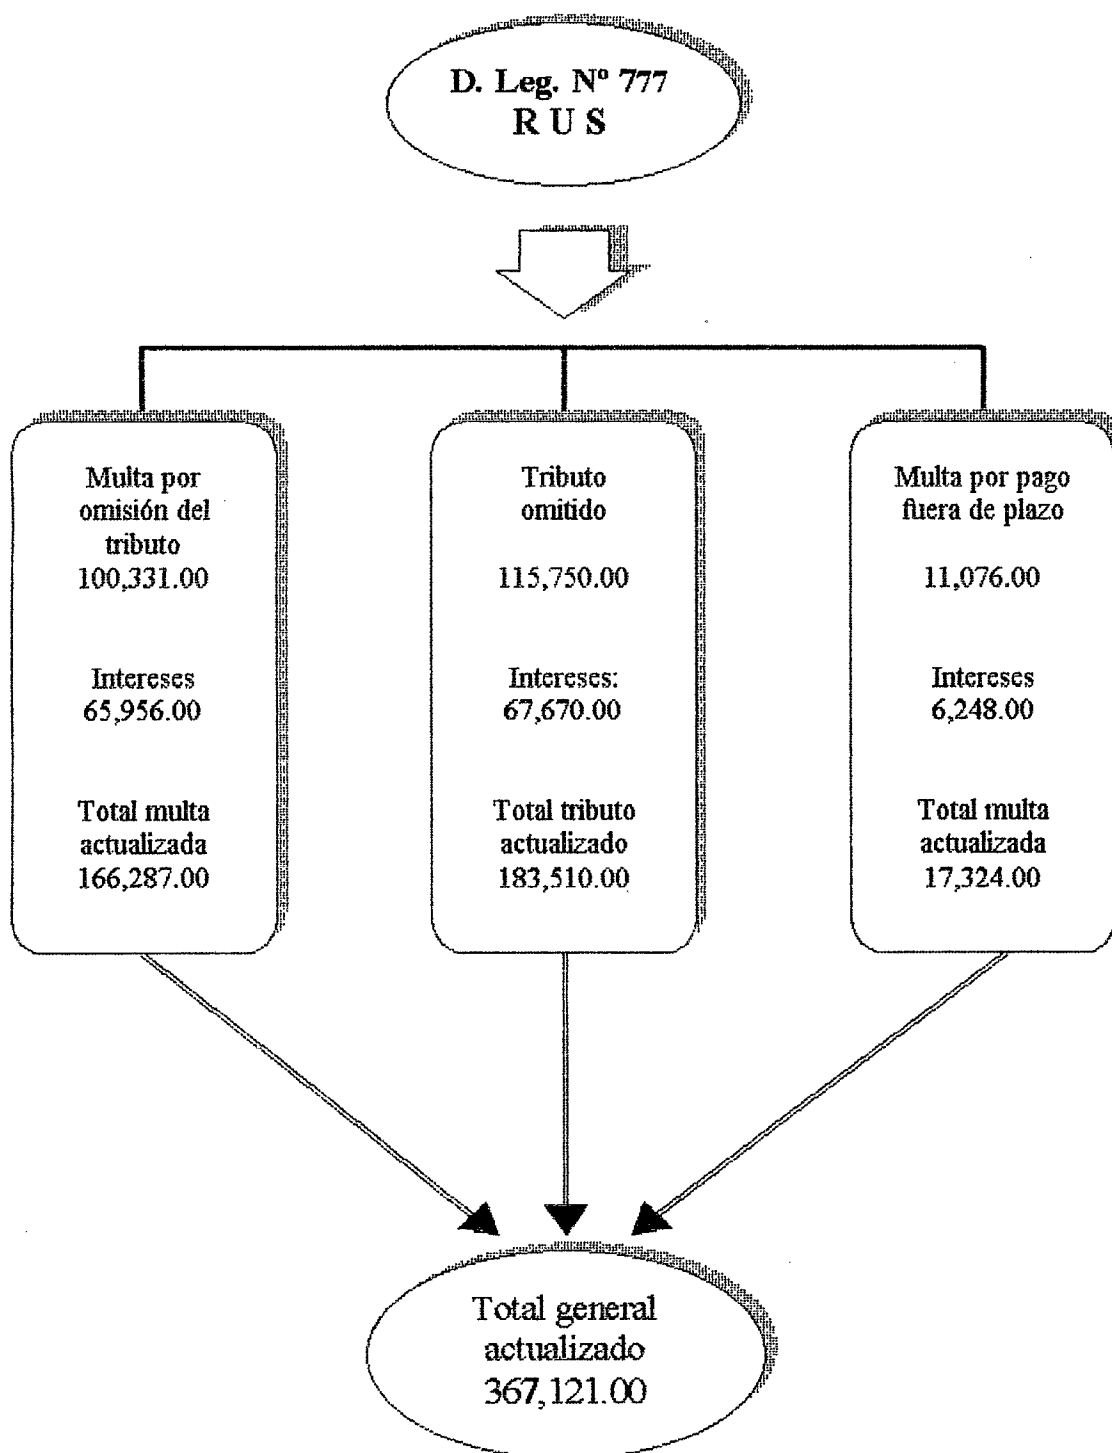 D. Leg. Nº 777
R U S
Multa por
omisión del
tributo
100,331.00
Intereses
65,956.00
Total multa
actualizada
166,287.00
Tributo
omitido
115,750.00
Intereses:
67,670.00
Total tributo
actualizado
183,510.00
Multa por pago
fuera de plazo
11,076.00
Intereses
6,248.00
Total multa
actualizada
17,324.00
Total general
actualizado
367,121.00